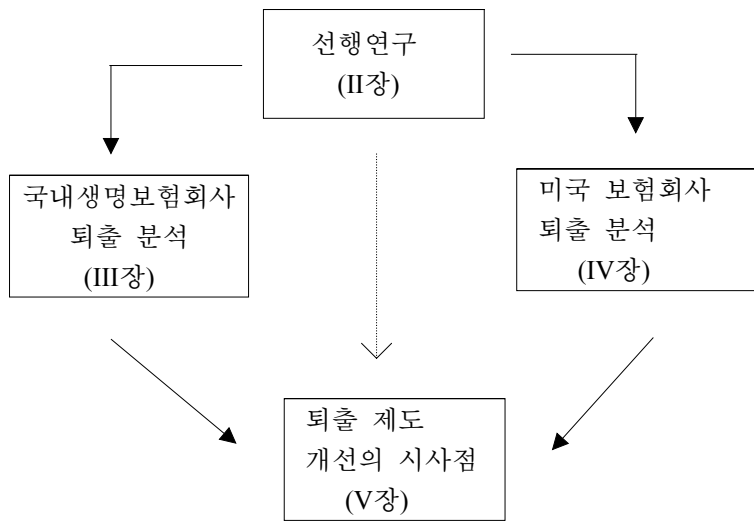 선행연구
(II장)
국내생명보험회사
퇴출 분석
(III장)
미국 보험회사
퇴출 분석
(IV장)
퇴출 제도
개선의 시사점
(V장)